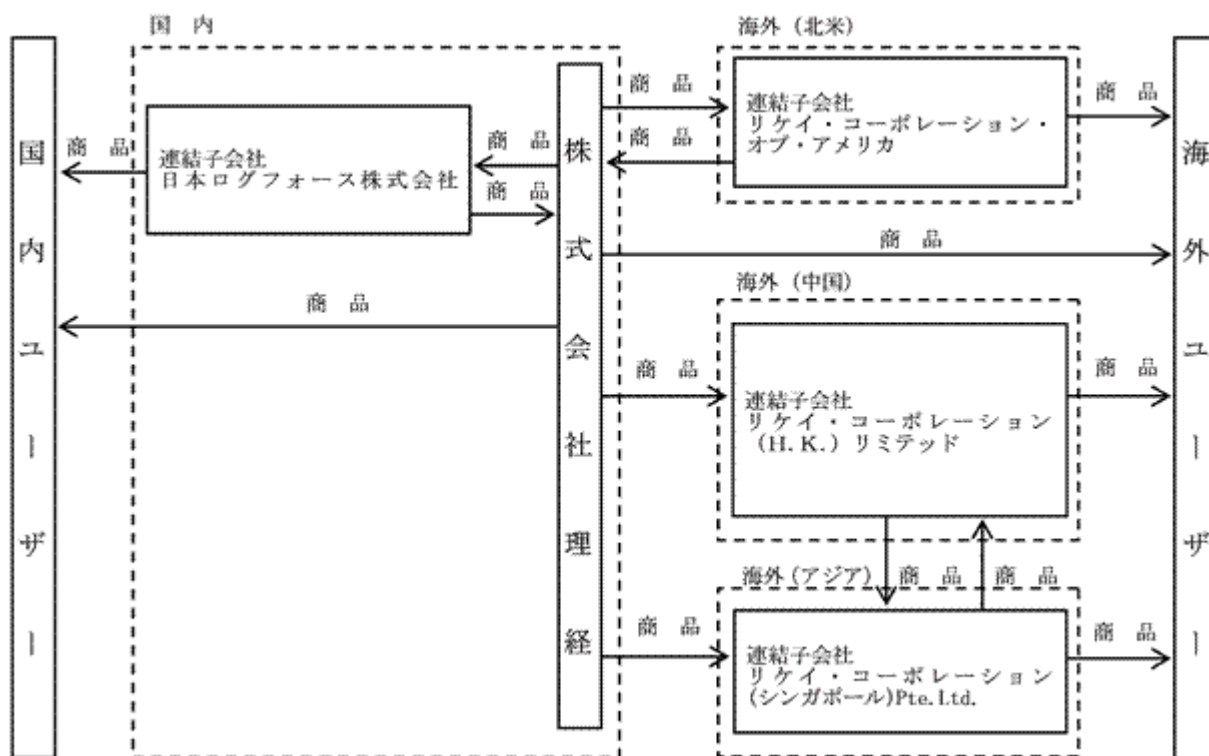 国 内
海外（北米）
国内ユーザー
株式会社理経
海外ユーザー
商 品
連結子会社
リケイ・コーポレーション・
オブ・アメリカ
商 品
商 品
商 品
連結子会社
日本ログフォース株式会社
商 品
商 品
商 品
海外（中国）
商 品
商 品
連結子会社
リケイ・コーポレーション
（H. K.）リミテッド
商 品
海外(アジア)
商 品
商 品
商 品
連結子会社
リケイ・コーポレーション
(シンガポール)Pte.Ltd.
商 品